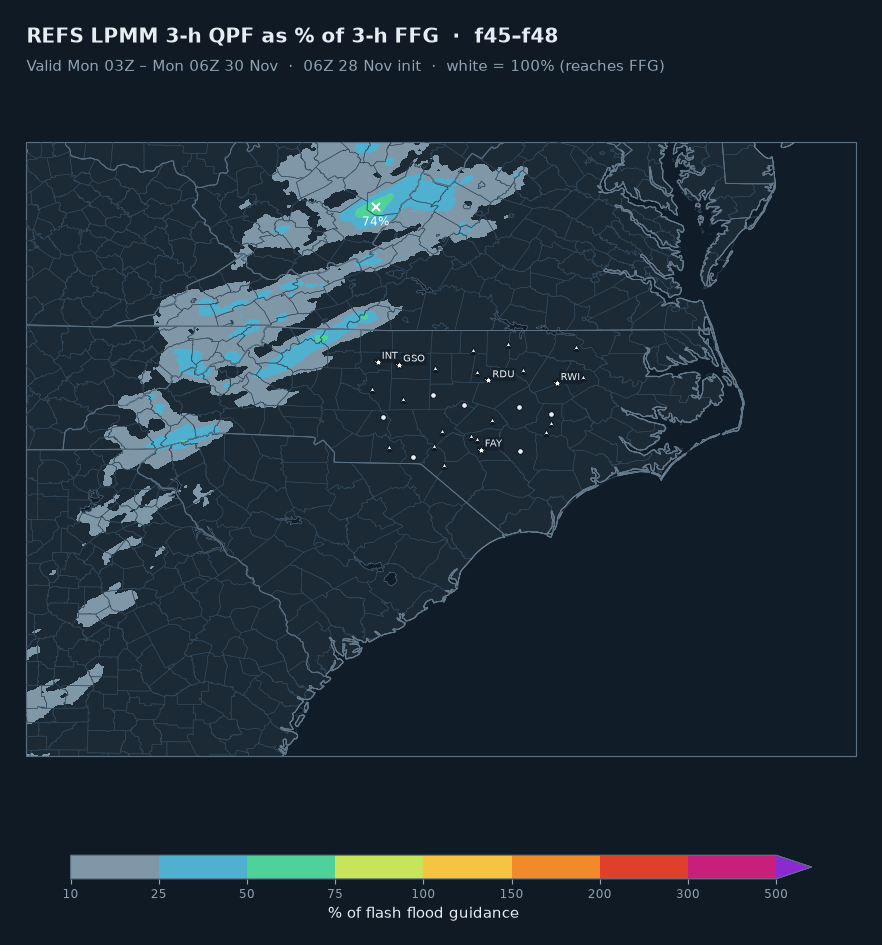 REFS LPMM 3-h QPF as % of 3-h FFG · f45–f48
Valid Mon 03Z – Mon 06Z 30 Nov · 06Z 28 Nov init · white = 100% (reaches FFG)
74%
INT
GSO
RDU
RWI
FAY
10 25 50 75 100 150 200 300 500
% of flash flood guidance